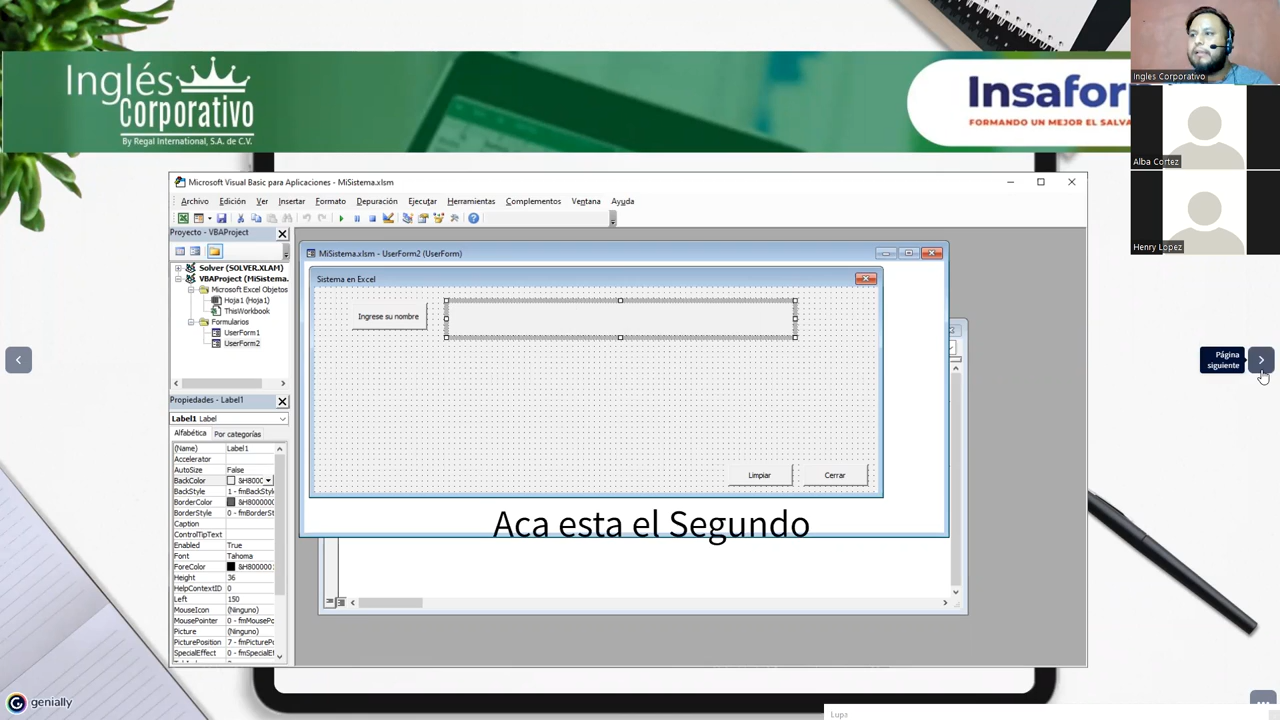 Inglés
Corporativo
By Regal International, S.A. de C.V.
Insafor
FORMANDO UN MEJOR EL SALVA
Ingles Corporativo
Alba Cortez
Henry Lopez
Microsoft Visual Basic para Aplicaciones - MiSistema.xlsm
Archivo Edición Ver Insertar Formato Depuración Ejecutar Herramientas Complementos Ventana Ayuda
Proyecto - VBAProject
Solver (SOLVER.XLAM)
VBAProject (MiSistema.
Microsoft Excel Objetos
Hoja1 (Hoja1)
ThisWorkbook
Formularios
UserForm1
UserForm2
MiSistema.xlsm - UserForm2 (UserForm)
Sistema en Excel
Ingrese su nombre
Limpiar Cerrar
Aca esta el Segundo
Página
siguiente
Propiedades - Label1
Label1 Label
Alfabética Por categorías
(Name) Label1
Accelerator
AutoSize False
BackColor &H800C
BackStyle 1 - fmBackStyl
BorderColor &H8000000
BorderStyle 0 - fmBorderSt
Caption
ControlTipText
Enabled True
Font Tahoma
ForeColor &H800001
Height 36
HelpContextID 0
Left 150
MouseIcon (Ninguno)
MousePointer 0 - fmMousePo
Picture (Ninguno)
PicturePosition 7 - fmPicturePo
SpecialEffect 0 - fmSpecialEf
genially
Lupa